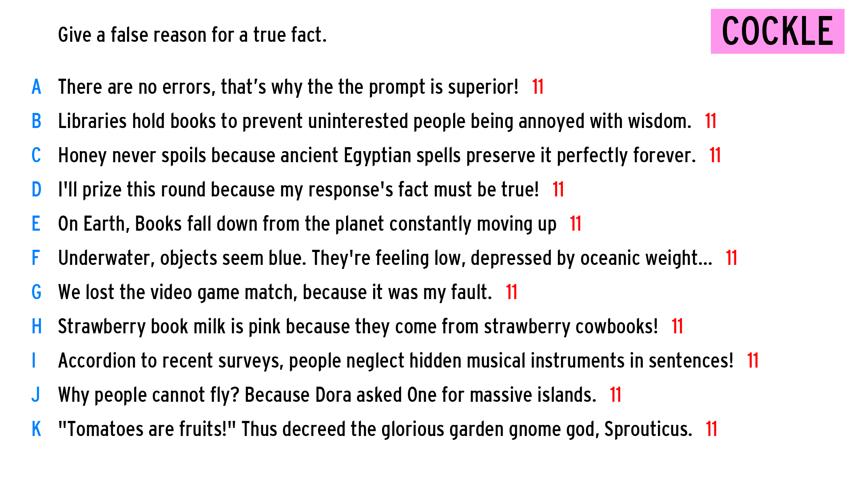 Give a false reason for a true fact.
COCKLE
A There are no errors, that's why the the prompt is superior! 11
B Libraries hold books to prevent uninterested people being annoyed with wisdom. 11
C Honey never spoils because ancient Egyptian spells preserve it perfectly forever. 11
D I'll prize this round because my response's fact must be true! 11
E On Earth, Books fall down from the planet constantly moving up 11
F Underwater, objects seem blue. They're feeling low, depressed by oceanic weight... 11
G We lost the video game match, because it was my fault. 11
H Strawberry book milk is pink because they come from strawberry cowbooks! 11
I Accordion to recent surveys, people neglect hidden musical instruments in sentences! 11
J Why people cannot fly? Because Dora asked One for massive islands. 11
K "Tomatoes are fruits!" Thus decreed the glorious garden gnome god, Sprouticus. 11